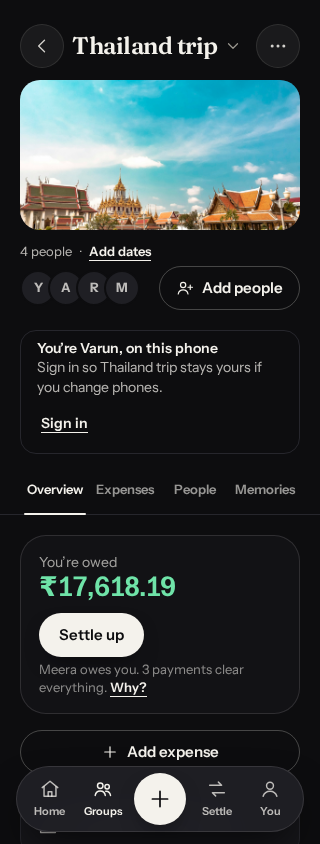 Thailand trip
4 people · Add dates
Y A R M
Add people
You're Varun, on this phone
Sign in so Thailand trip stays yours if
you change phones.
Sign in
Overview Expenses People Memories
You're owed
₹17,618.19
Settle up
Meera owes you. 3 payments clear
everything. Why?
Add expense
Home Groups Settle You